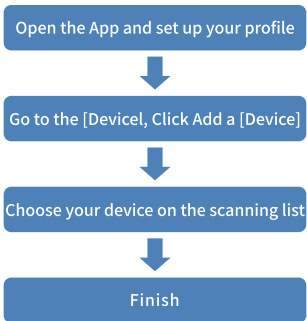 Open the App and set up your profile
Go to the [Devicel, Click Add a [Device]
Choose your device on the scanning list
Finish